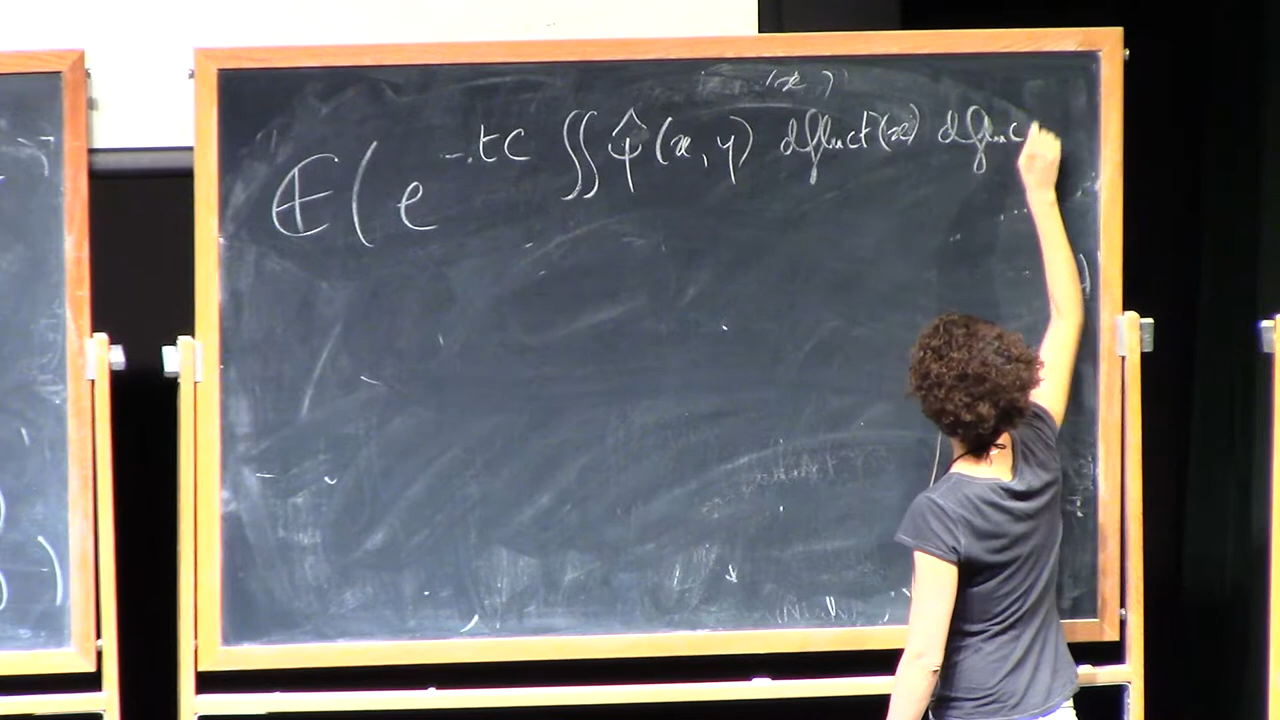 𝔼( e^{-tC ∬ ψ̂(x, y) dfluct(x) dfluc